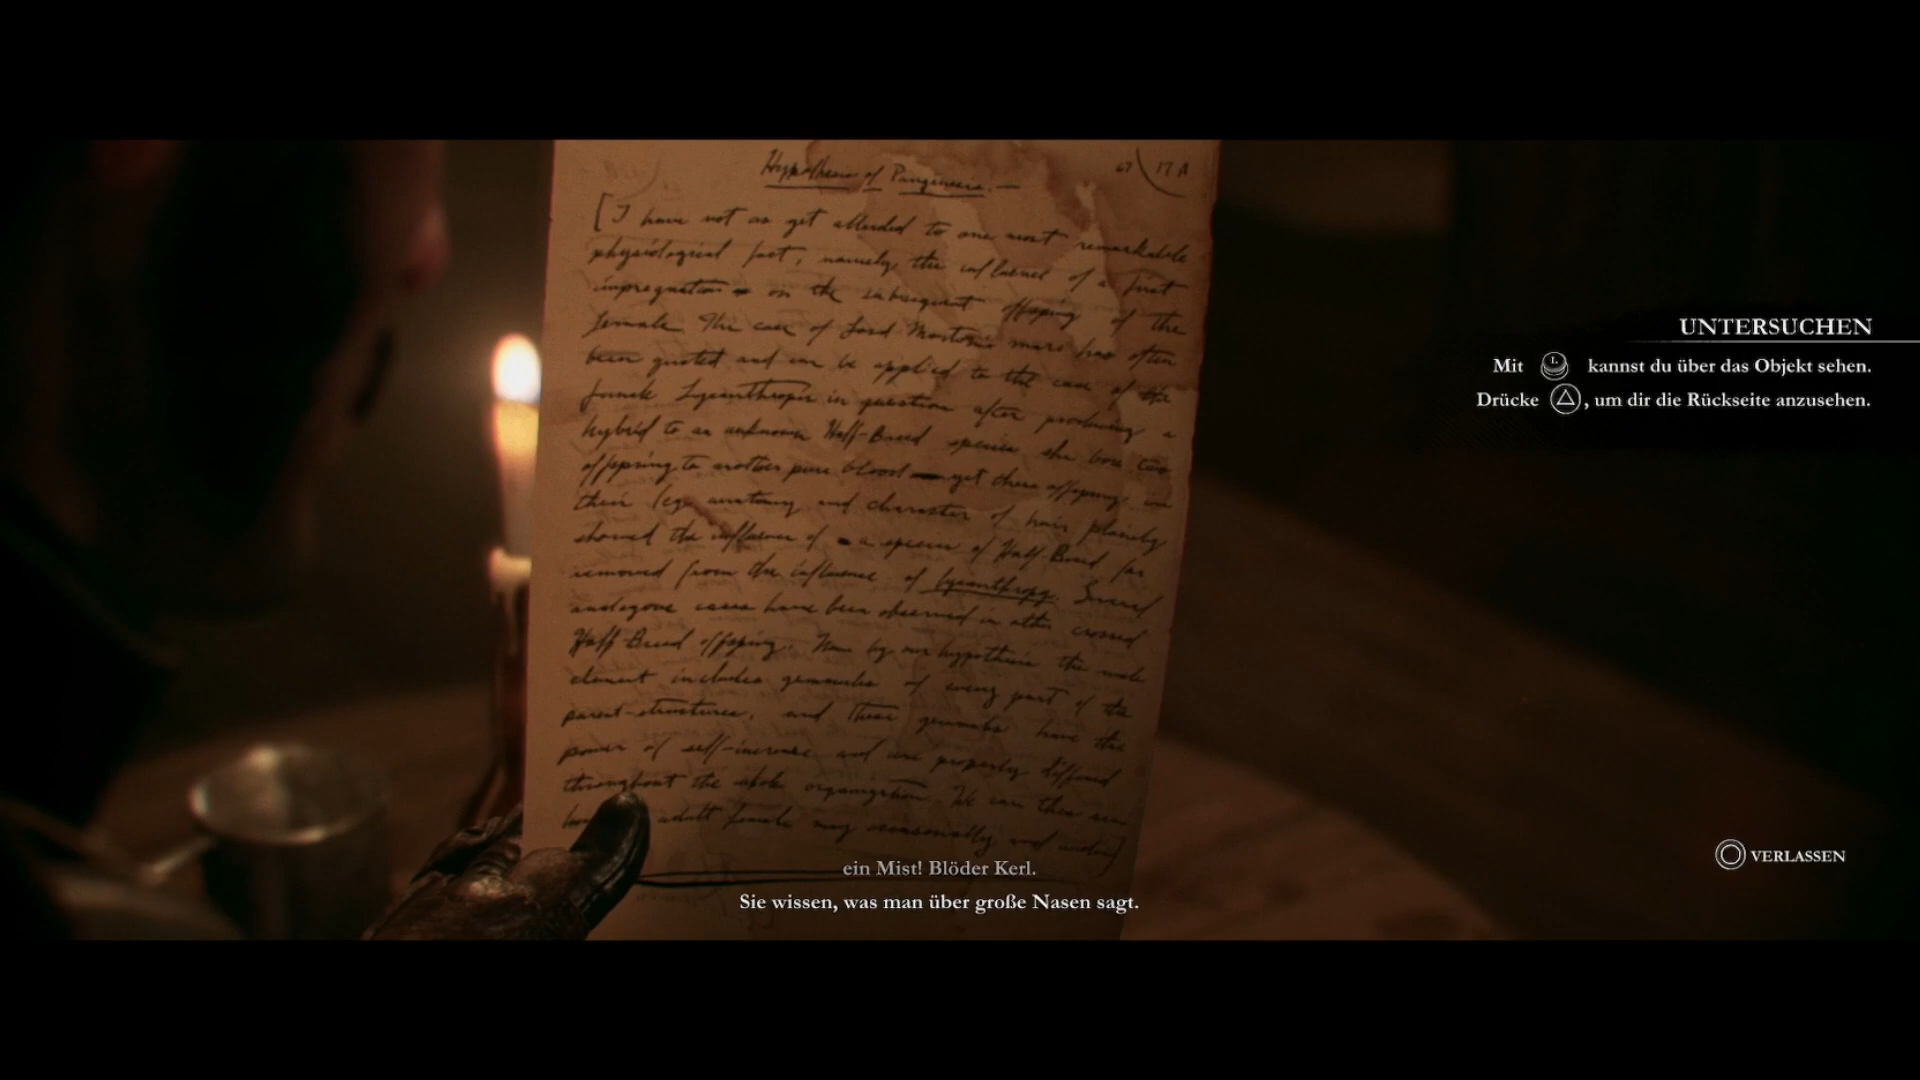 Hypothesis of Pangenesis.—
67 17 A
[I have not as yet alluded to one most remarkable
physiological fact, namely the influence of a first
impregnation on the subsequent offspring of the
female. The case of Lord Morton's mare has often
been quoted and can be applied to the case of the
female Lycanthrope in question after producing a
hybrid to an unknown Half-Breed species she bore two
offspring to another pure blood — yet these offspring in
their leg anatomy and character of hair plainly
showed the influence of a species of Half-Breed far
removed from the influence of lycanthropy. Several
analogous cases have been observed in other crossed
Half-Breed offspring. Now by our hypothesis the male
element includes gemmules of every part of the
parent-structures, and these gemmules have the
power of self-increase and are properly diffused
throughout the whole organization. We can thus see
adult female may occasionally
ein Mist! Blöder Kerl.
Sie wissen, was man über große Nasen sagt.
UNTERSUCHEN
Mit L kannst du über das Objekt sehen.
Drücke , um dir die Rückseite anzusehen.
VERLASSEN